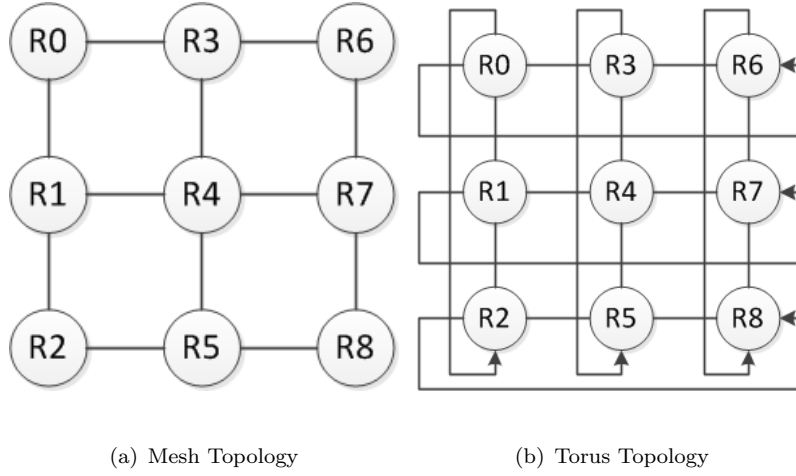 R0 R3 R6
R1 R4 R7
R2 R5 R8
R0 R3 R6
R1 R4 R7
R2 R5 R8
(a) Mesh Topology
(b) Torus Topology